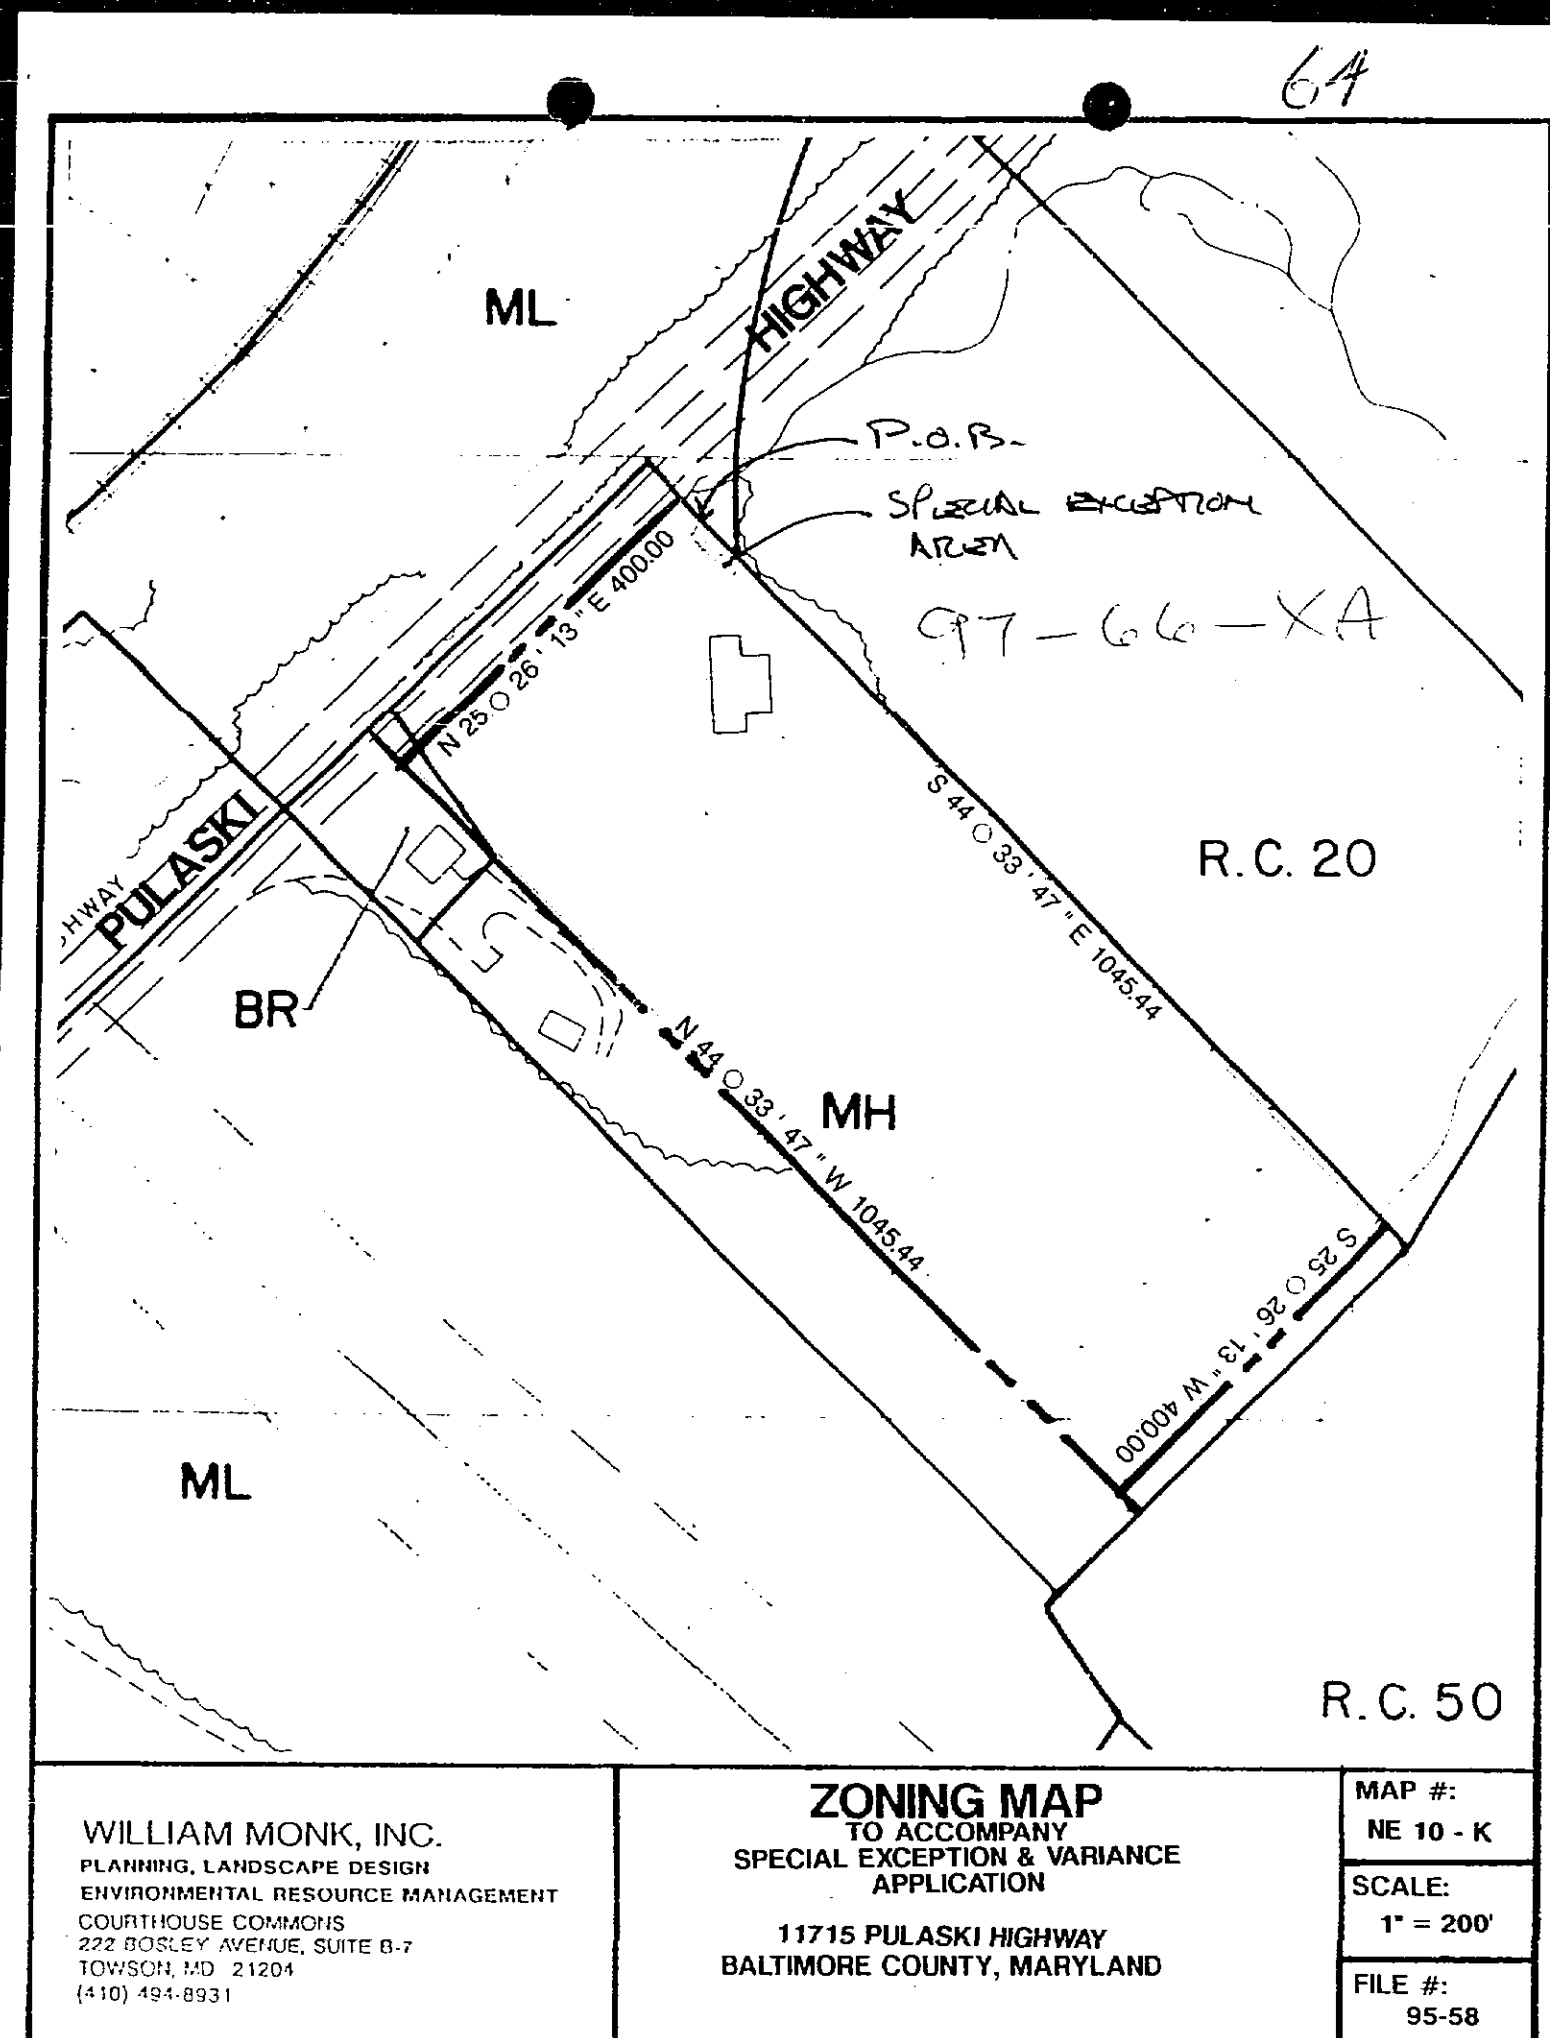 64
ML
HIGHWAY
P.O.B.
SPECIAL EXCEPTION
AREA
97-66-XA
N 25 O 26 ' 13 " E 400.00
PULASKI
S 44 O 33 ' 47 " E 1045.44
R.C. 20
BR
N 44 O 33 ' 47 " W 1045.44
MH
S 25 O 26 ' 13 " W 400.00
ML
R.C. 50
WILLIAM MONK, INC.
PLANNING, LANDSCAPE DESIGN
ENVIRONMENTAL RESOURCE MANAGEMENT
COURTHOUSE COMMONS
222 BOSLEY AVENUE, SUITE B-7
TOWSON, MD 21204
(410) 494-8931
ZONING MAP
TO ACCOMPANY
SPECIAL EXCEPTION & VARIANCE
APPLICATION
11715 PULASKI HIGHWAY
BALTIMORE COUNTY, MARYLAND
MAP #:
NE 10 - K
SCALE:
1" = 200'
FILE #:
95-58